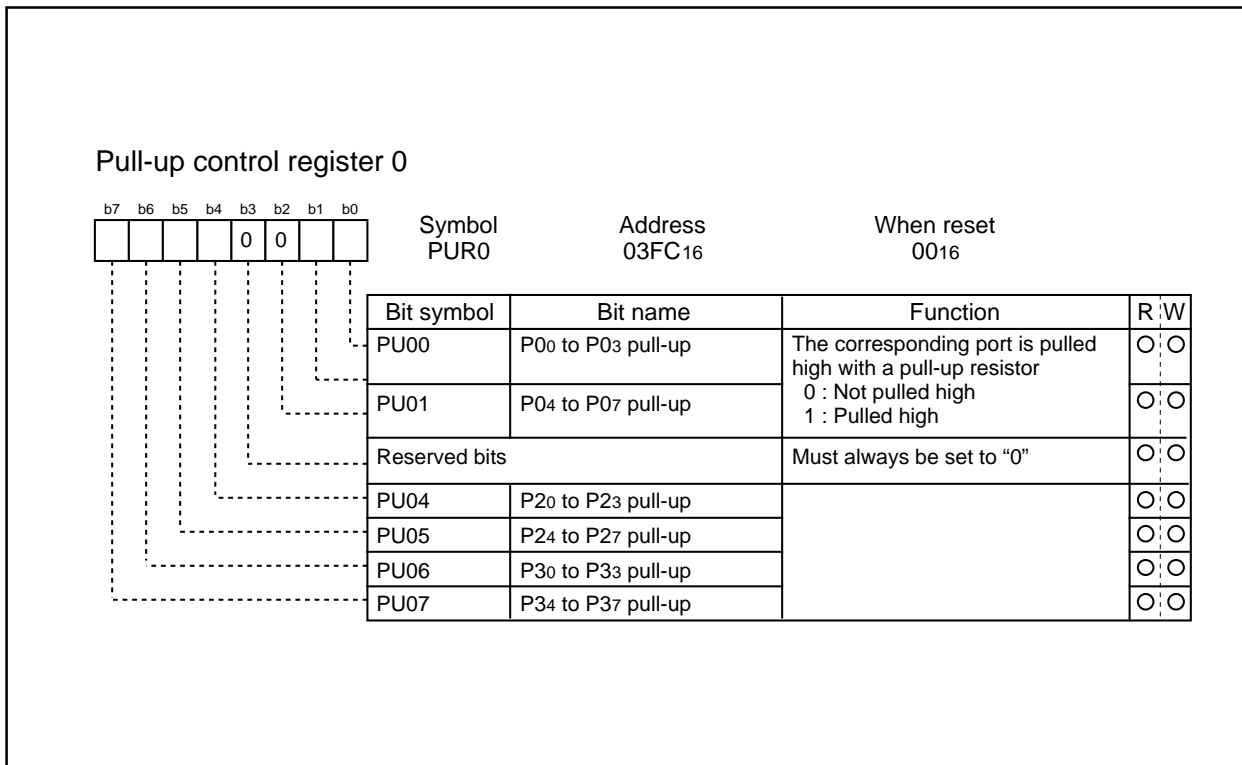 Pull-up control register 0
b7 b6 b5 b4 b3 b2 b1 b0
0 0
Symbol Address When reset
PUR0 03FC16 0016
Bit symbol Bit name Function R W
PU00 P00 to P03 pull-up The corresponding port is pulled
high with a pull-up resistor
0 : Not pulled high
PU01 P04 to P07 pull-up 1 : Pulled high
Reserved bits Must always be set to “0”
PU04 P20 to P23 pull-up
PU05 P24 to P27 pull-up
PU06 P30 to P33 pull-up
PU07 P34 to P37 pull-up